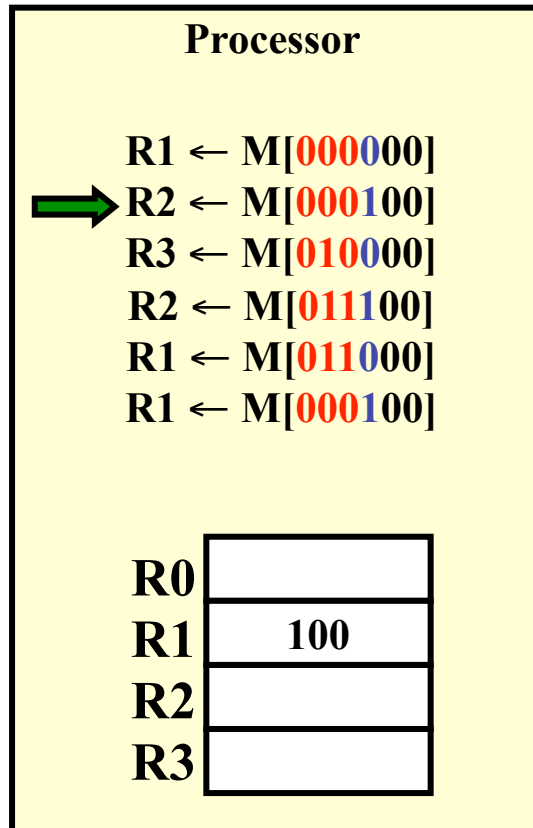 Processor
R1 ← M[000000]
R2 ← M[000100]
R3 ← M[010000]
R2 ← M[011100]
R1 ← M[011000]
R1 ← M[000100]
R0
R1 100
R2
R3